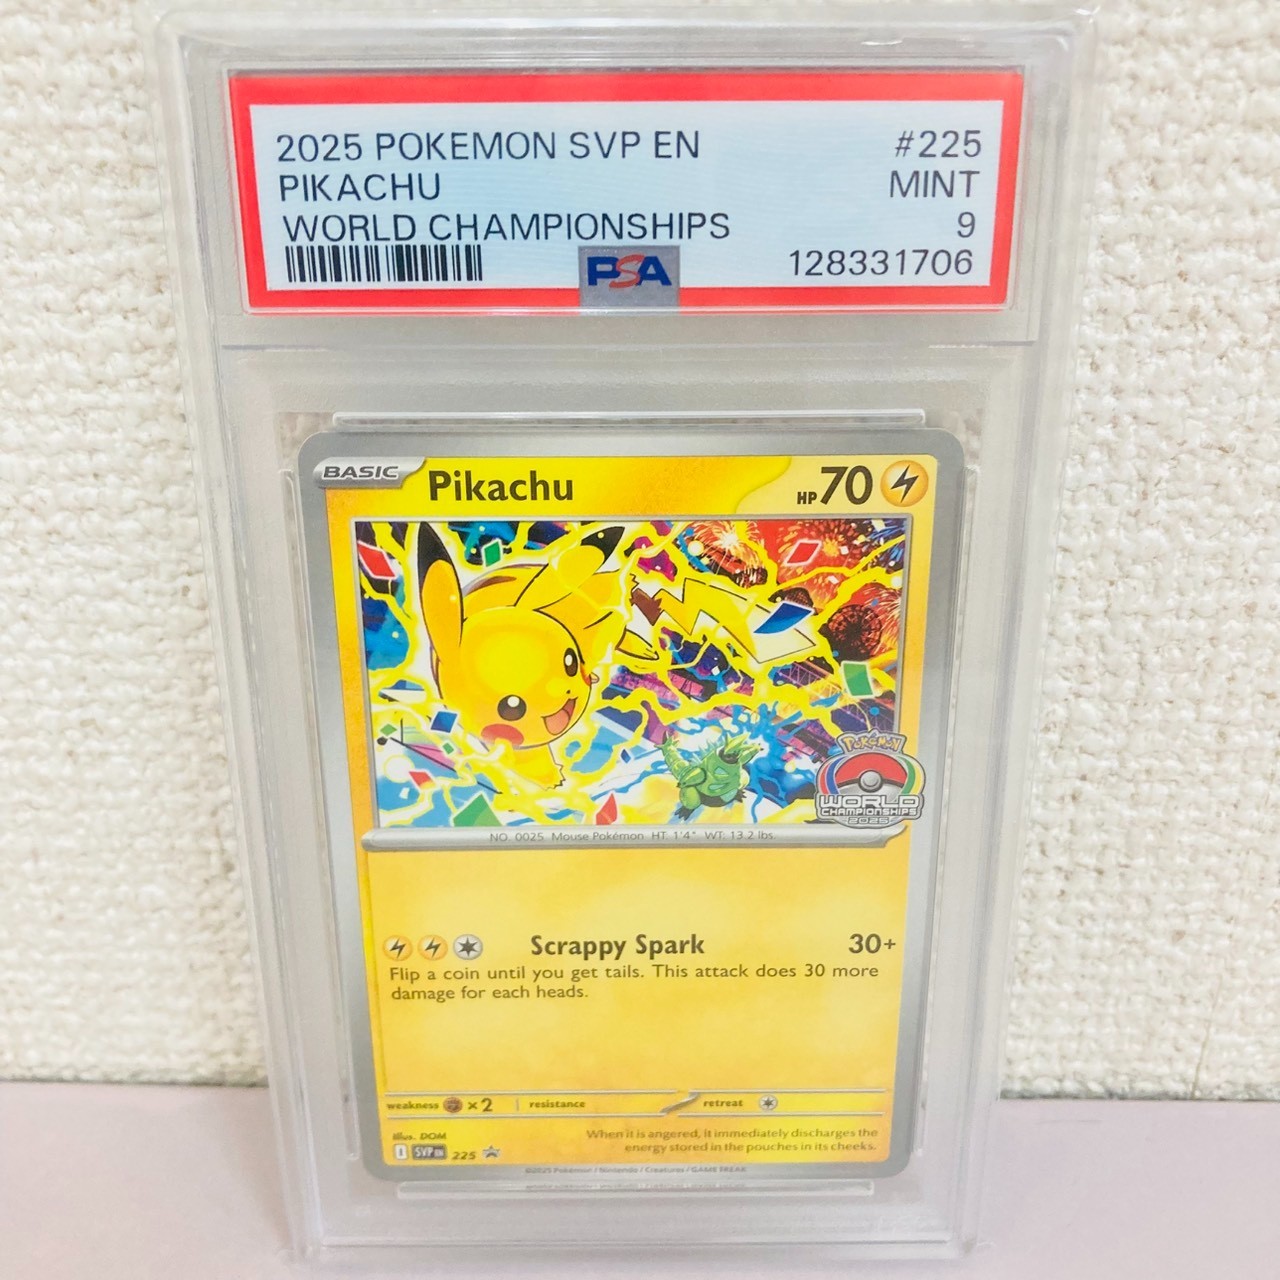 2025 POKEMON SVP EN #225
PIKACHU MINT
WORLD CHAMPIONSHIPS 9
PSA 128331706
BASIC Pikachu HP 70
POKéMON
WORLD
CHAMPIONSHIPS
2025
NO. 0025 Mouse Pokémon HT: 1'4" WT: 13.2 lbs.
Scrappy Spark 30+
Flip a coin until you get tails. This attack does 30 more
damage for each heads.
weakness ×2 resistance retreat
Illus. DOM
When it is angered, it immediately discharges the
energy stored in the pouches in its cheeks.
I SVP EN 225
©2025 Pokémon / Nintendo / Creatures / GAME FREAK